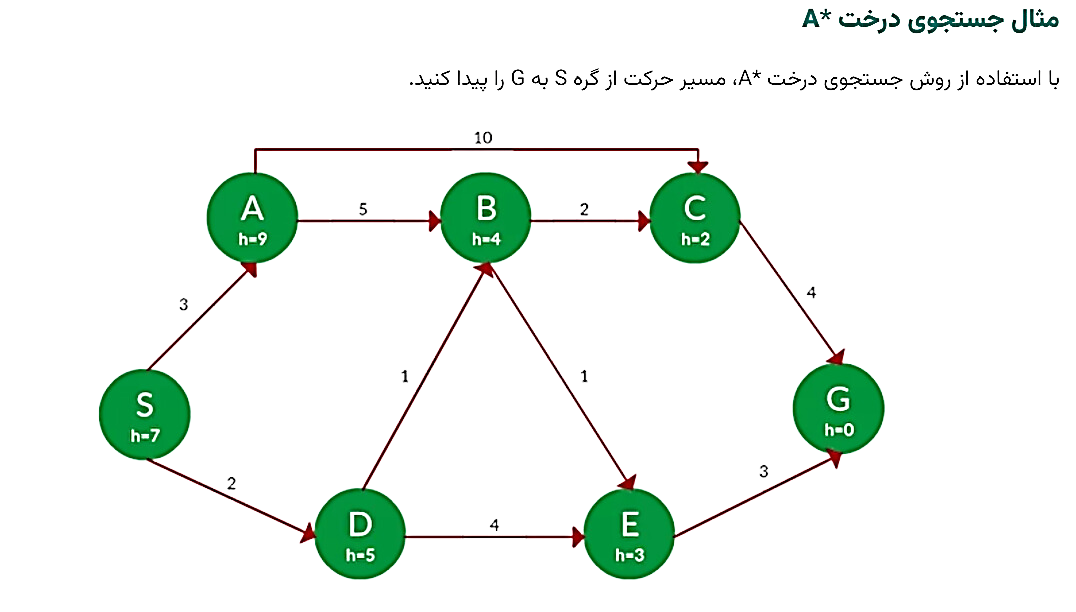 مثال جستجوی درخت A*
با استفاده از روش جستجوی درخت A*، مسیر حرکت از گره S به G را پیدا کنید.
10
A
h=9
5
B
h=4
2
C
h=2
3
4
1
1
S
h=7
G
h=0
2
3
D
h=5
4
E
h=3